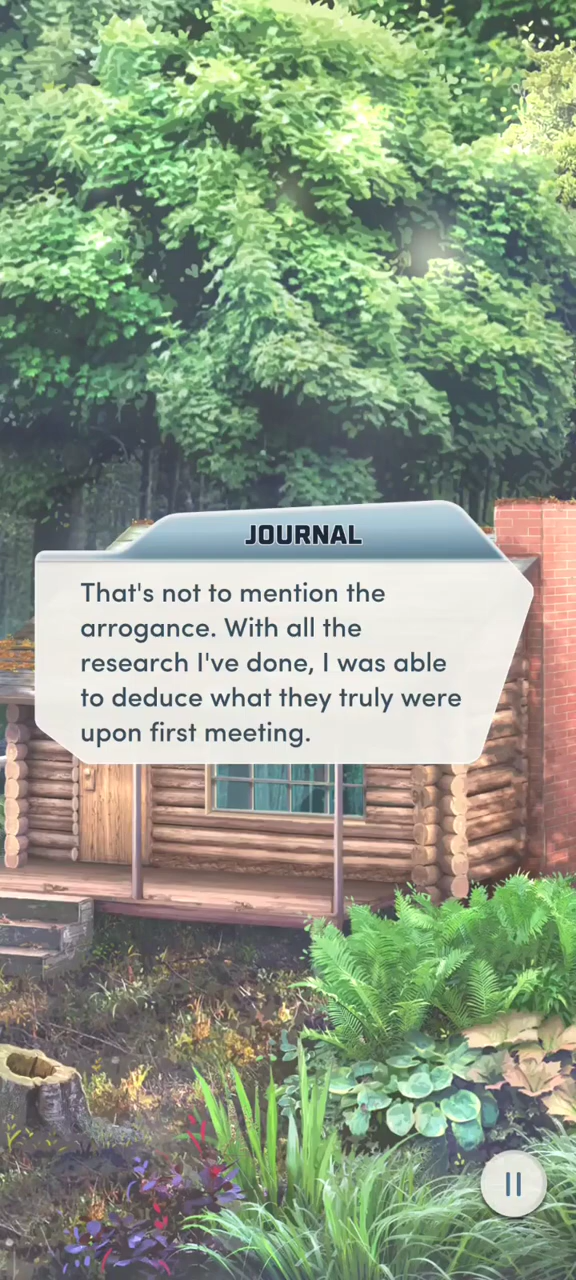 JOURNAL
That's not to mention the
arrogance. With all the
research I've done, I was able
to deduce what they truly were
upon first meeting.